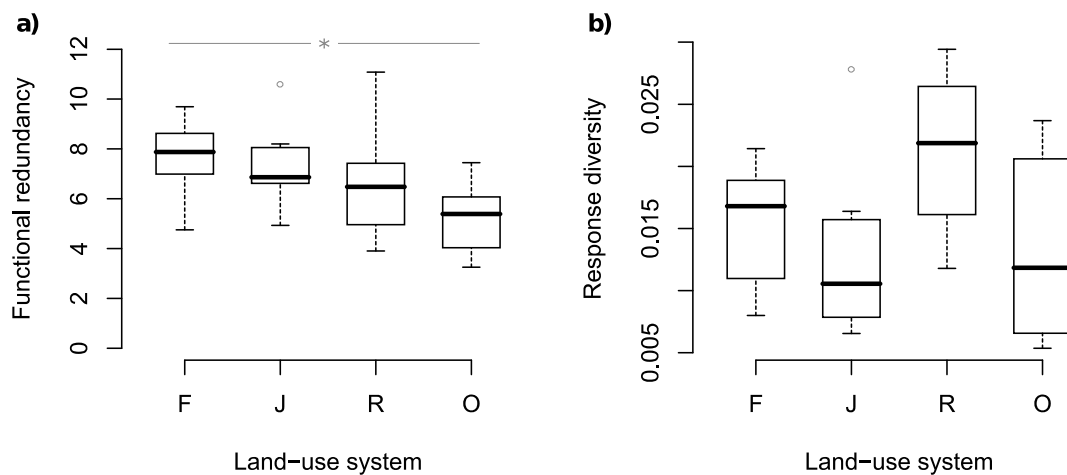 a)
*
Functional redundancy
12
10
8
6
4
2
0
F J R O
Land−use system
b)
Response diversity
0.025
0.015
0.005
F J R O
Land−use system